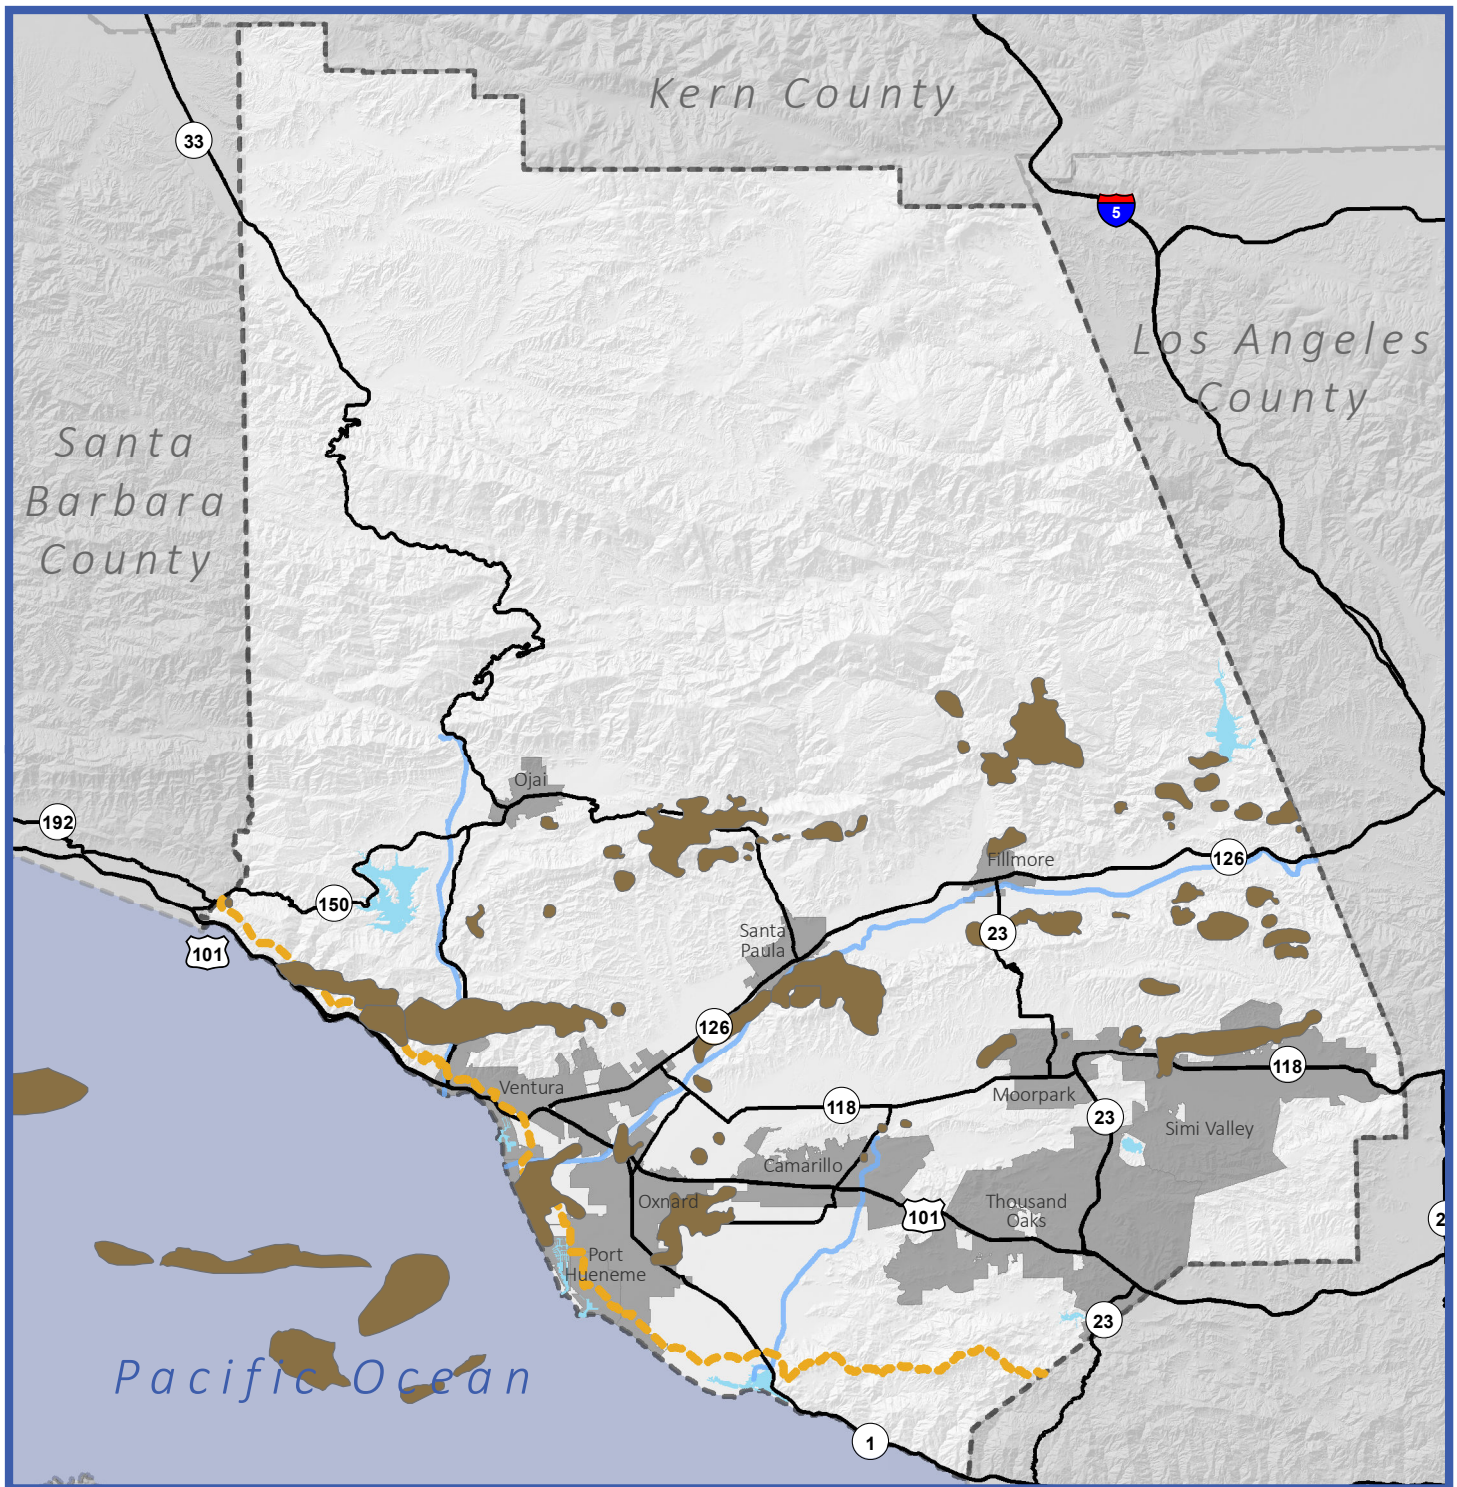 Kern County
33
5
Los Angeles
County
Santa
Barbara
County
Ojai
192
Fillmore
126
150
Santa
Paula
23
101
126
118
Ventura
Moorpark
118
23
Simi Valley
Camarillo
Oxnard
Thousand
Oaks
101
2
Port
Hueneme
23
Pacific Ocean
1